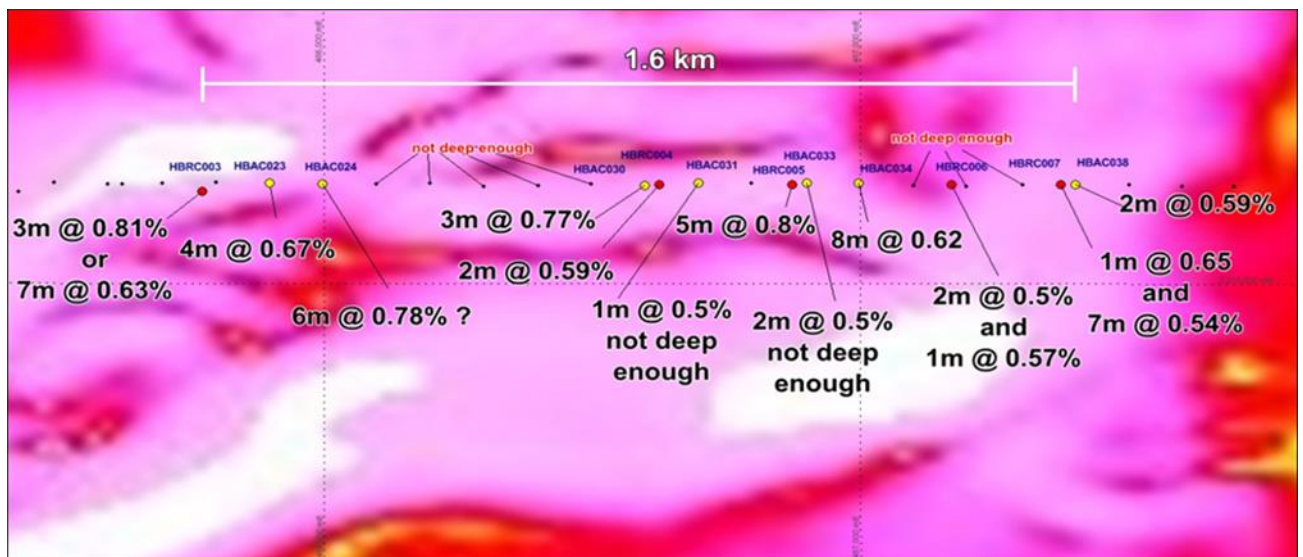 1.6 km
not deep enough
not deep enough
HBRC003
HBAC023
HBAC024
HBAC030
HBRC004
HBAC031
HBRC005
HBAC033
HBAC034
HBRC006
HBRC007
HBAC038
3m @ 0.81%
or
7m @ 0.63%
4m @ 0.67%
6m @ 0.78% ?
3m @ 0.77%
2m @ 0.59%
1m @ 0.5%
not deep
enough
5m @ 0.8%
2m @ 0.5%
not deep
enough
8m @ 0.62
2m @ 0.5%
and
1m @ 0.57%
2m @ 0.59%
1m @ 0.65
and
7m @ 0.54%